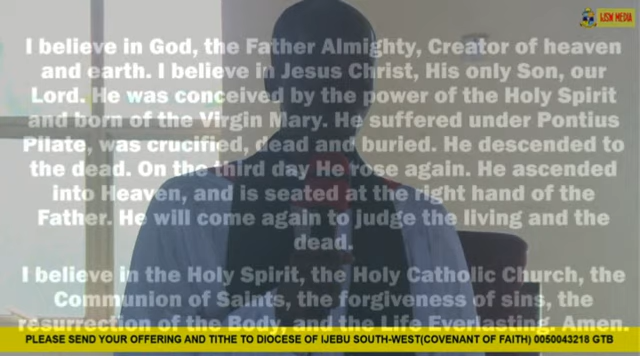 IJSW MEDIA
I believe in God, the Father Almighty, Creator of heaven
and earth. I believe in Jesus Christ, His only Son, our
Lord. He was conceived by the power of the Holy Spirit
and born of the Virgin Mary. He suffered under Pontius
Pilate, was crucified, dead and buried. He descended to
the dead. On the third day He rose again. He ascended
into Heaven, and is seated at the right hand of the
Father. He will come again to judge the living and the
dead.
I believe in the Holy Spirit, the Holy Catholic Church, the
Communion of Saints, the forgiveness of sins, the
resurrection of the Body, and the Life Everlasting. Amen.
PLEASE SEND YOUR OFFERING AND TITHE TO DIOCESE OF IJEBU SOUTH-WEST(COVENANT OF FAITH) 0050043218 GTB